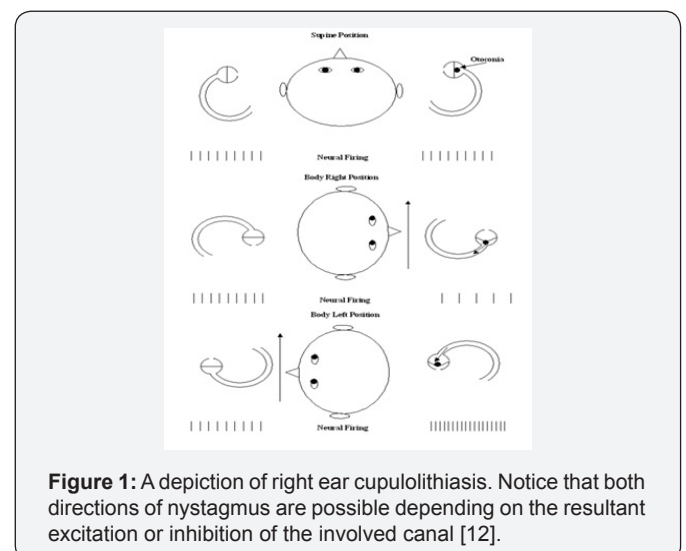 Supine Position
Otoconia
Neural Firing
Body Right Position
Neural Firing
Body Left Position
Neural Firing
Figure 1: A depiction of right ear cupulolithiasis. Notice that both
directions of nystagmus are possible depending on the resultant
excitation or inhibition of the involved canal [12].